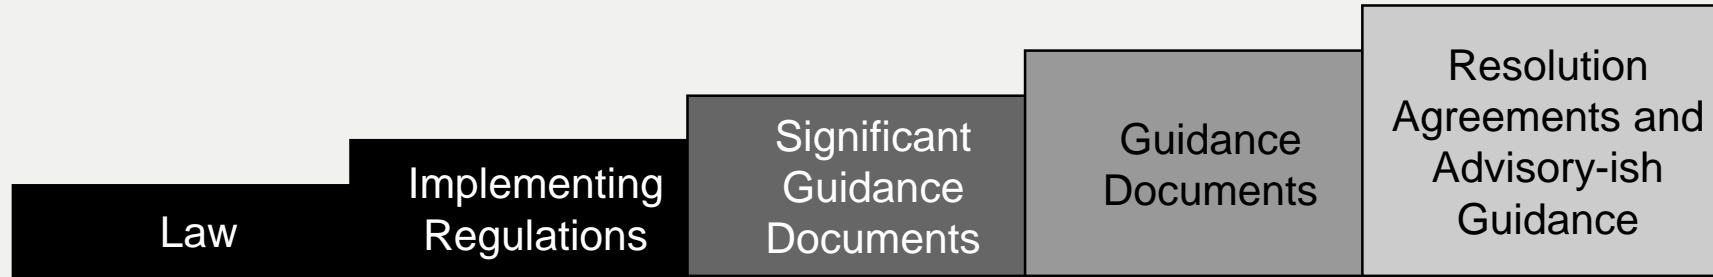 Law
Implementing
Regulations
Significant
Guidance
Documents
Guidance
Documents
Resolution
Agreements and
Advisory-ish
Guidance